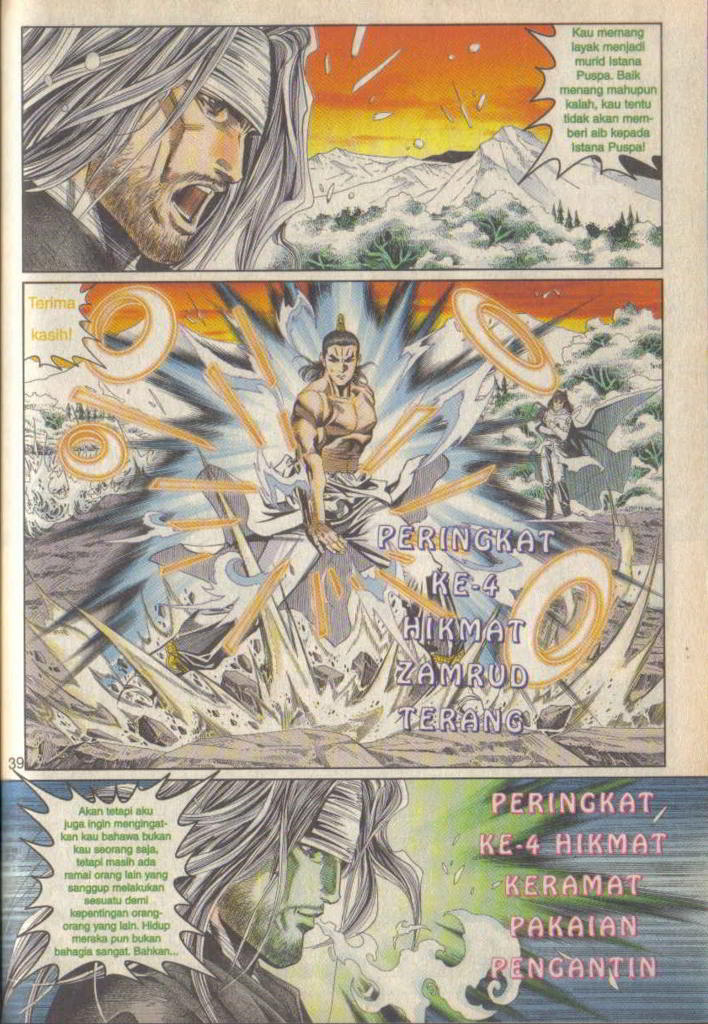 Kau memang
layak menjadi
murid Istana
Puspa. Baik
menang mahupun
kalah, kau tentu
tidak akan mem-
beri aib kepada
Istana Puspa!
Terima
kasih!
PERINGKAT
KE-4
HIKMAT
ZAMRUD
TERANG
39
Akan tetapi aku
juga ingin mengingat-
kan kau bahawa bukan
kau seorang saja,
tetapi masih ada
ramai orang lain yang
sanggup melakukan
sesuatu demi
kepentingan orang-
orang yang lain. Hidup
meraka pun bukan
bahagia sangat. Bahkan...
PERINGKAT
KE-4 HIKMAT
KERAMAT
PAKAIAN
PENGANTIN